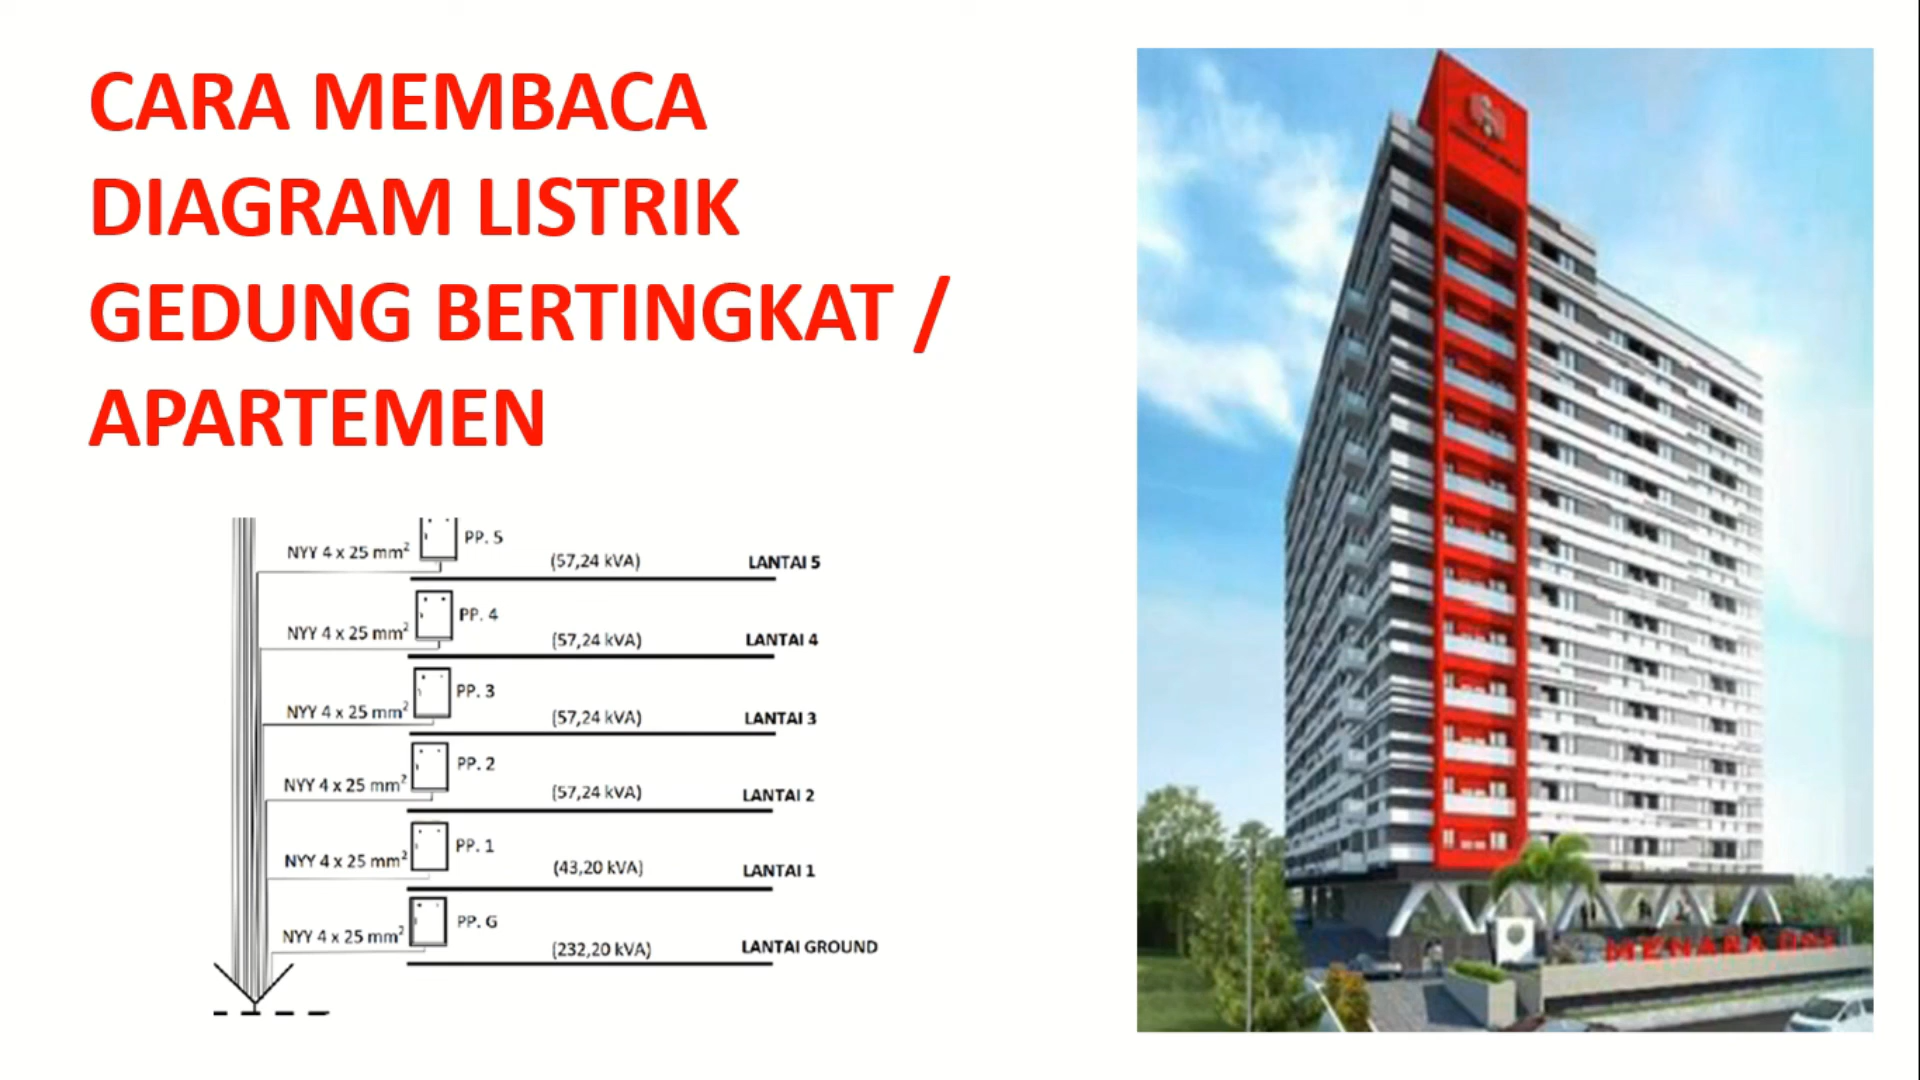 CARA MEMBACA
DIAGRAM LISTRIK
GEDUNG BERTINGKAT /
APARTEMEN
NYY 4 x 25 mm² PP. 5 (57,24 kVA) LANTAI 5
NYY 4 x 25 mm² PP. 4 (57,24 kVA) LANTAI 4
NYY 4 x 25 mm² PP. 3 (57,24 kVA) LANTAI 3
NYY 4 x 25 mm² PP. 2 (57,24 kVA) LANTAI 2
NYY 4 x 25 mm² PP. 1 (43,20 kVA) LANTAI 1
NYY 4 x 25 mm² PP. G (232,20 kVA) LANTAI GROUND
MENARA ONE